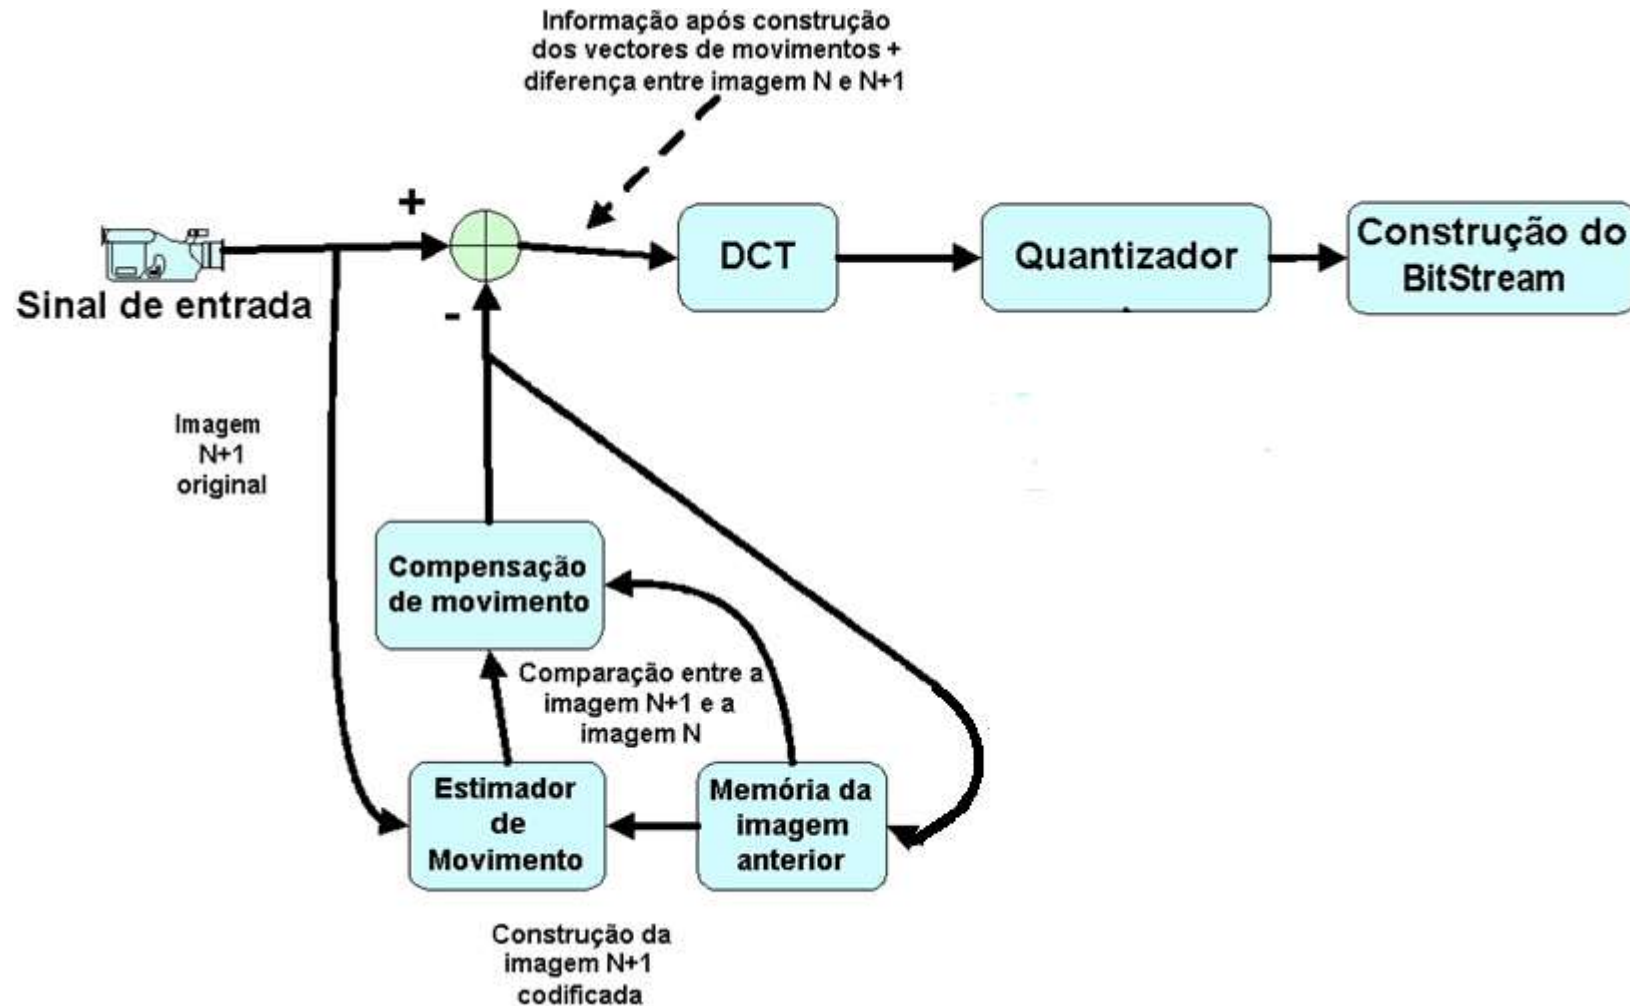 Informação após construção
dos vectores de movimentos +
diferença entre imagem N e N+1
+
DCT
Quantizador
Construção do
BitStream
Sinal de entrada
-
Imagem
N+1
original
Compensação
de movimento
Comparação entre a
imagem N+1 e a
imagem N
Estimador
de
Movimento
Memória da
imagem
anterior
Construção da
imagem N+1
codificada